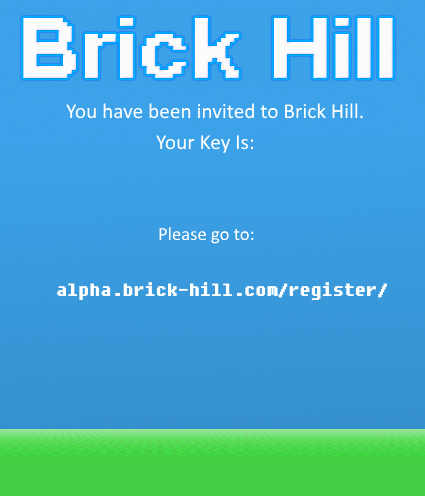 Brick Hill
You have been invited to Brick Hill.
Your Key Is:
Please go to:
alpha.brick-hill.com/register/